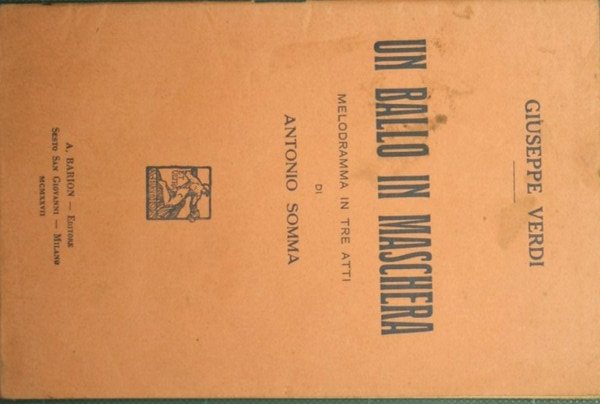 GIUSEPPE VERDI
UN BALLO IN MASCHERA
MELODRAMMA IN TRE ATTI
DI
ANTONIO SOMMA
A. BARION — EDITORE
SESTO SAN GIOVANNI — MILANO
MCMXXVII